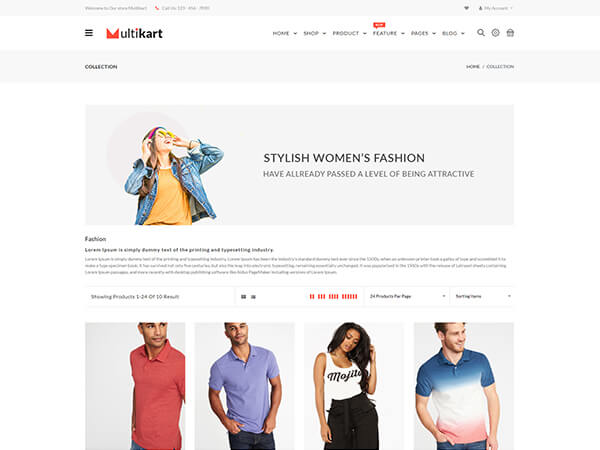 Welcome to Our store Multikart
Call Us: 123 - 456 - 7890
My Account
Multikart
HOME
SHOP
PRODUCT
NEW
FEATURE
PAGES
BLOG
COLLECTION
HOME / COLLECTION
STYLISH WOMEN'S FASHION
HAVE ALLREADY PASSED A LEVEL OF BEING ATTRACTIVE
Fashion
Lorem Ipsum is simply dummy text of the printing and typesetting industry.
Lorem Ipsum is simply dummy text of the printing and typesetting industry. Lorem Ipsum has been the industry's standard dummy text ever since the 1500s, when an unknown printer took a galley of type and scrambled it
to make a type specimen book. It has survived not only five centuries, but also the leap into electronic typesetting, remaining essentially unchanged. It was popularised in the 1960s with the release of Letraset sheets containing
Lorem Ipsum passages, and more recently with desktop publishing software like Aldus PageMaker including versions of Lorem Ipsum.
Showing Products 1-24 Of 10 Result
24 Products Par Page
Sorting Items
Mojito